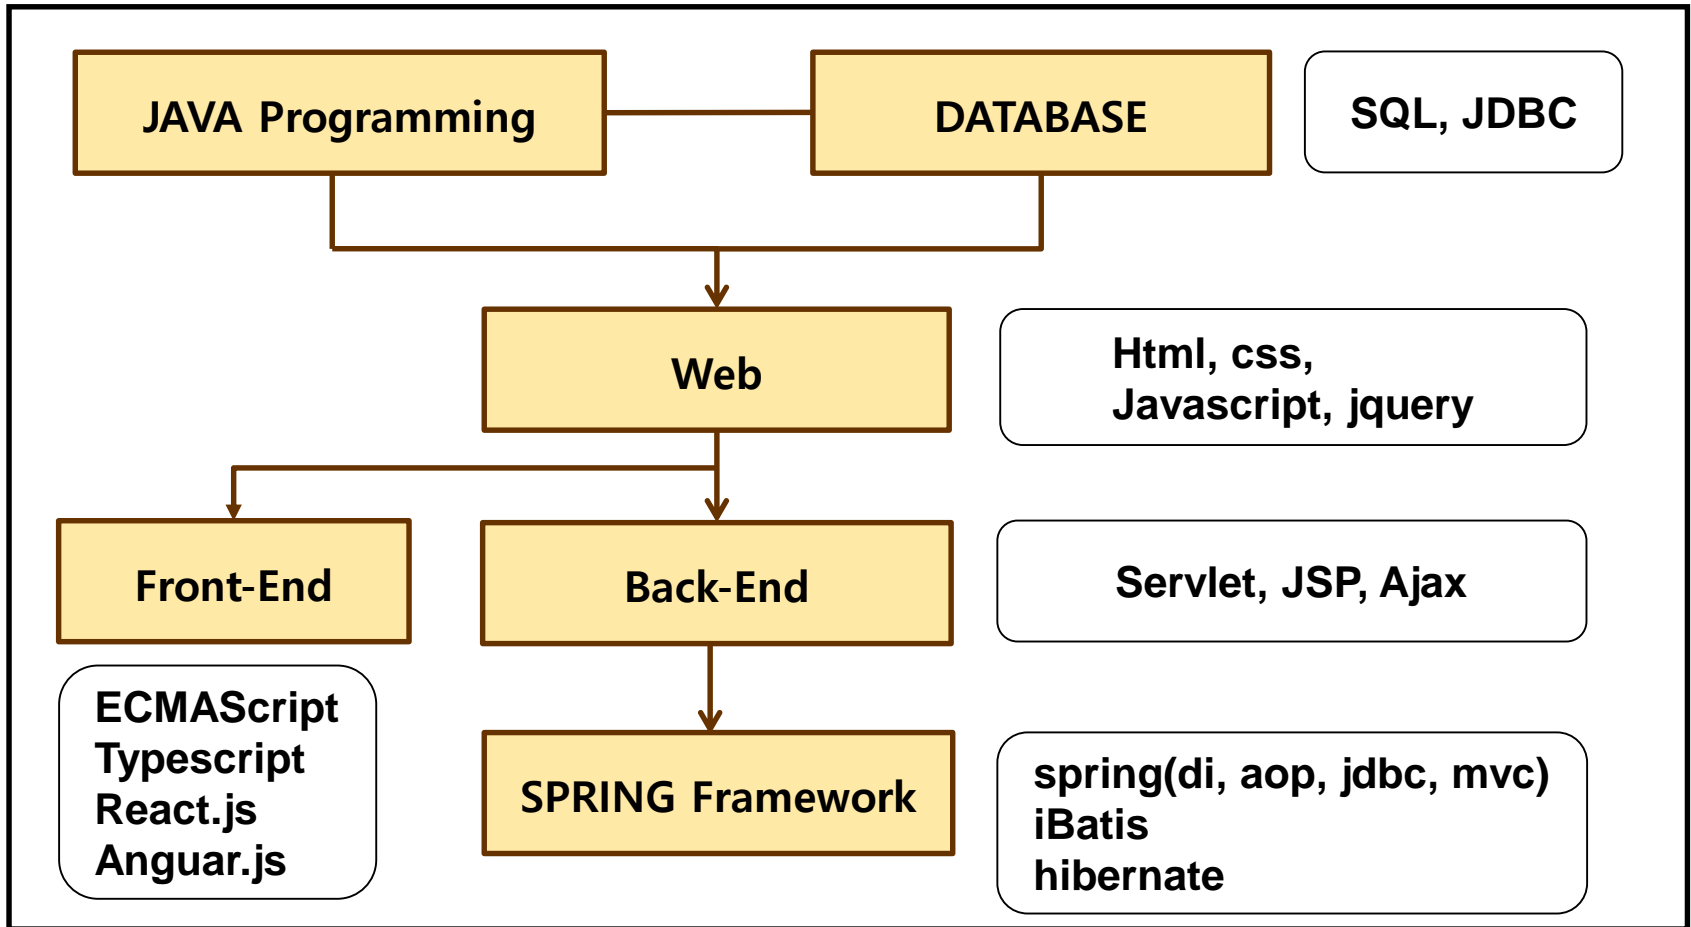 JAVA Programming
DATABASE
SQL, JDBC
Web
Html, css,
Javascript, jquery
Front-End
Back-End
Servlet, JSP, Ajax
ECMAScript
Typescript
React.js
Anguar.js
SPRING Framework
spring(di, aop, jdbc, mvc)
iBatis
hibernate